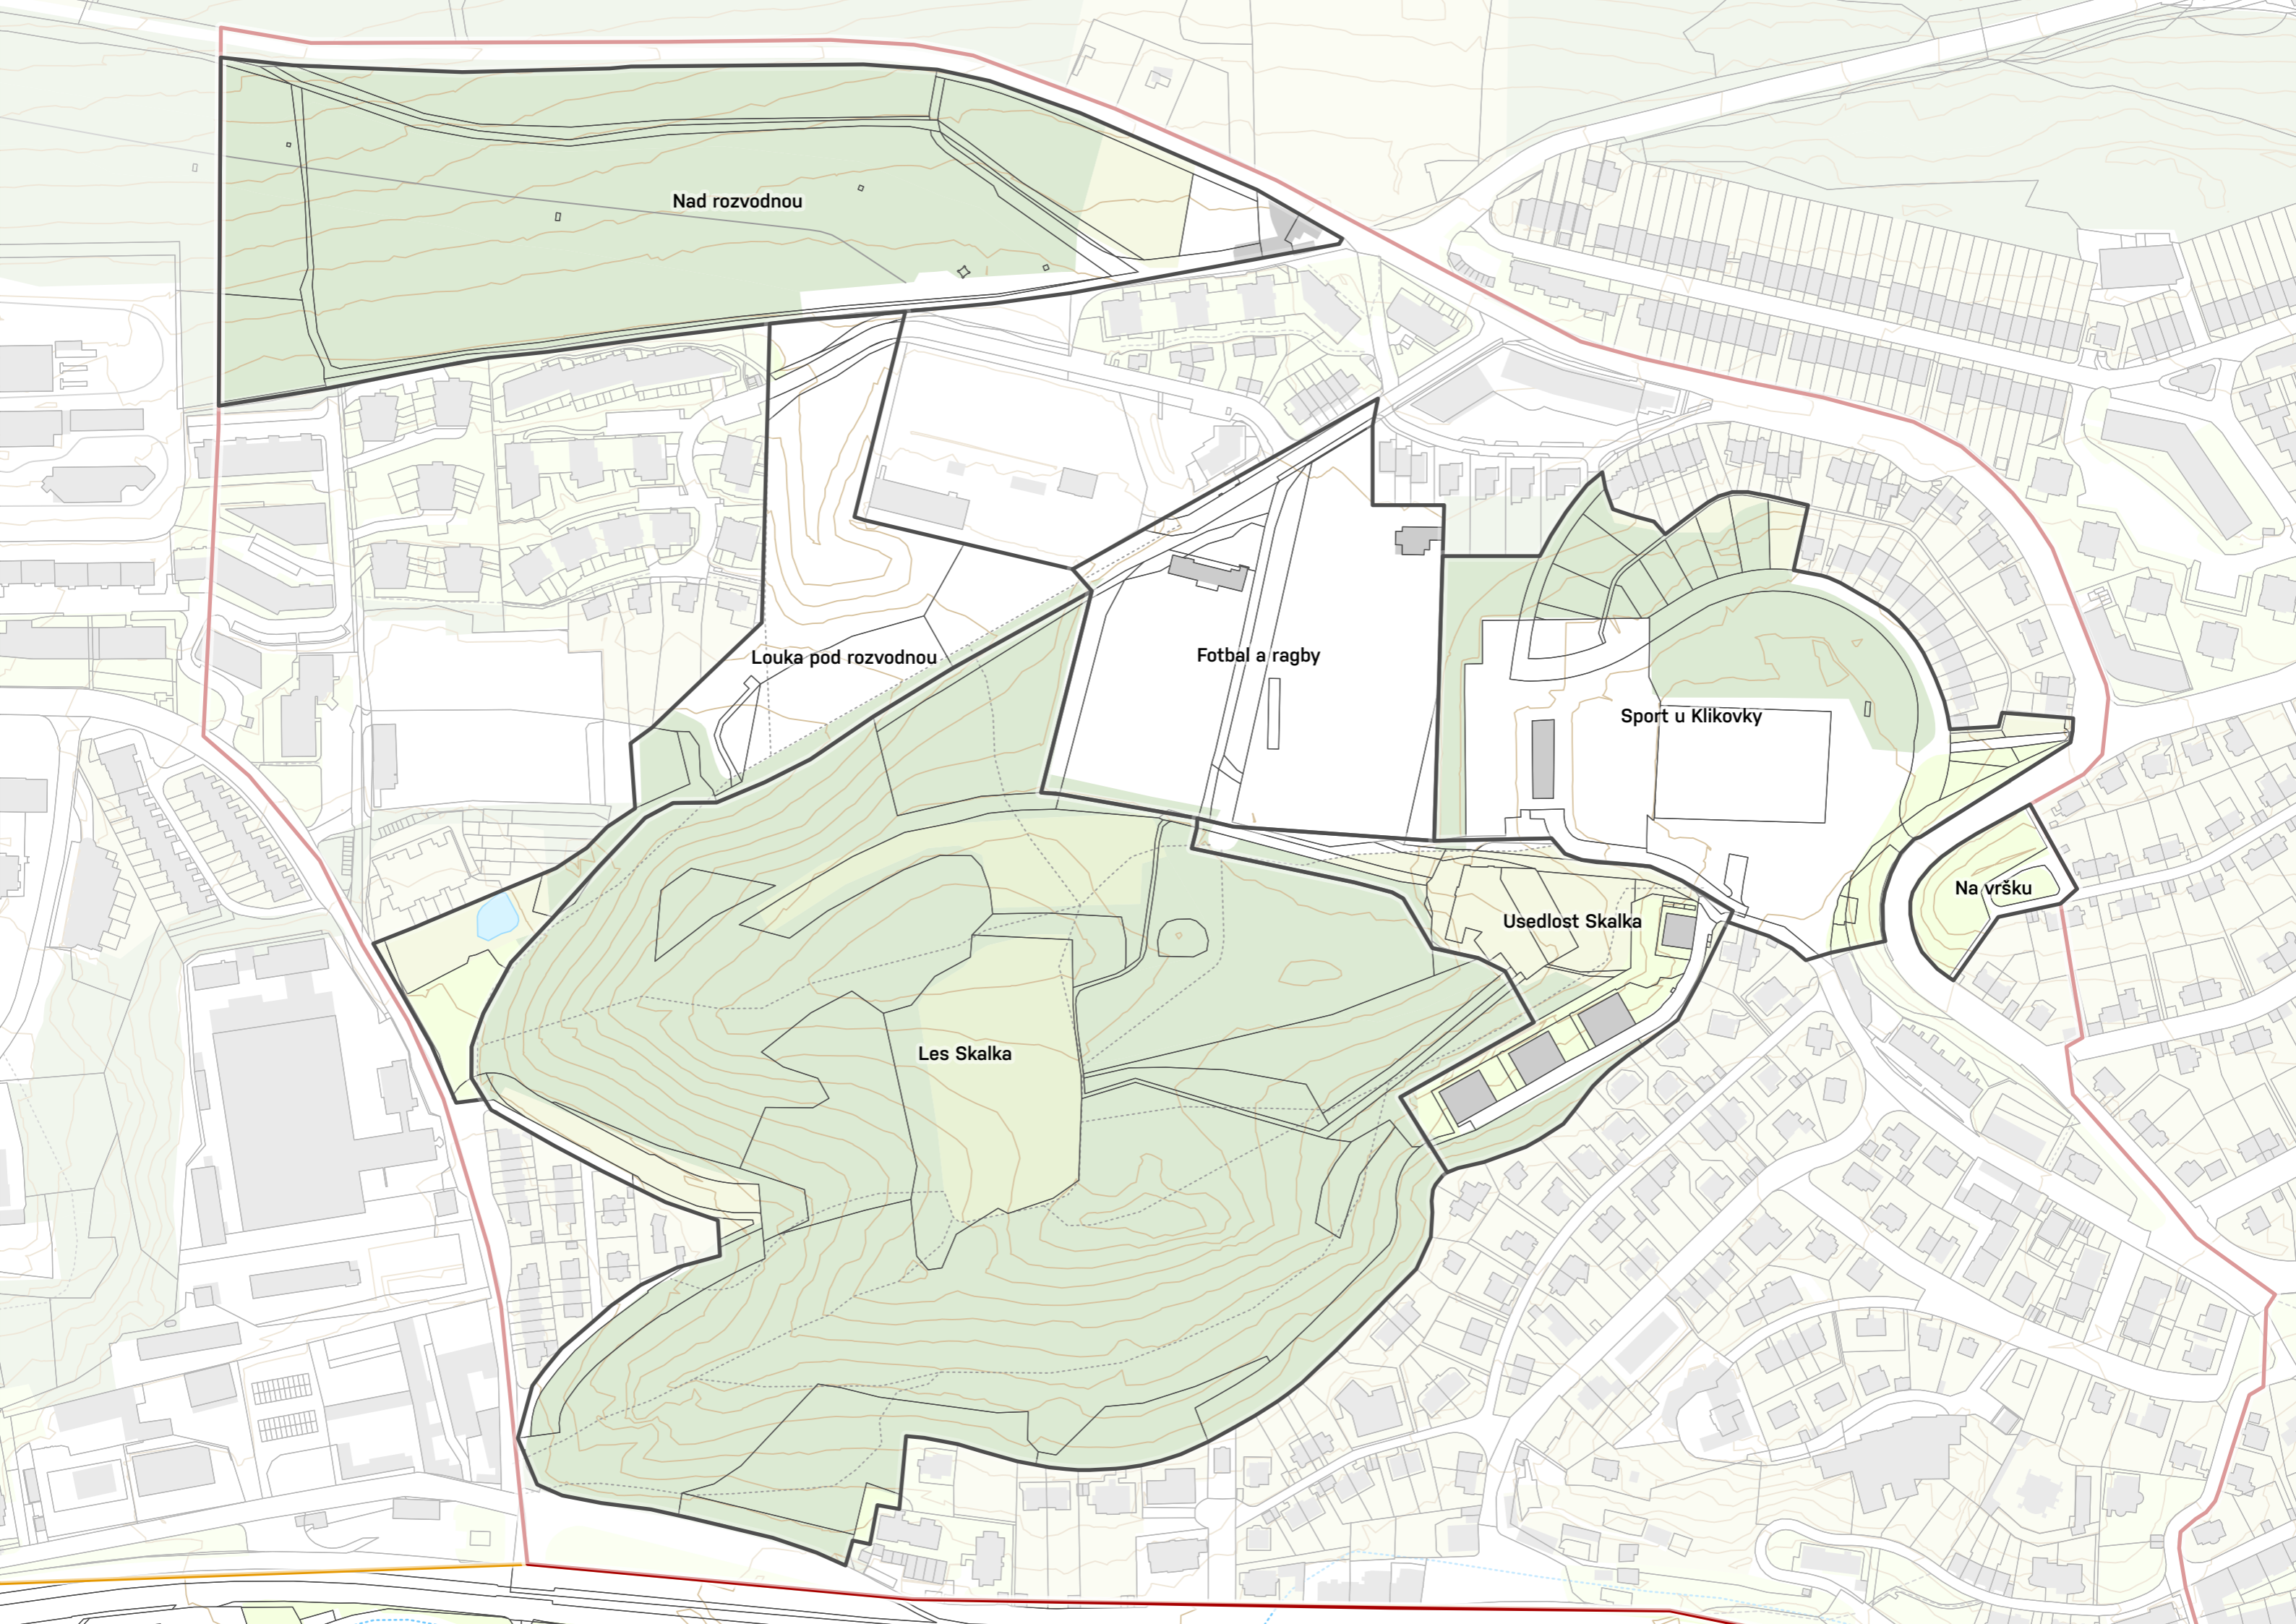 Nad rozvodnou
Louka pod rozvodnou
Fotbal a ragby
Sport u Klikovky
Na vršku
Usedlost Skalka
Les Skalka